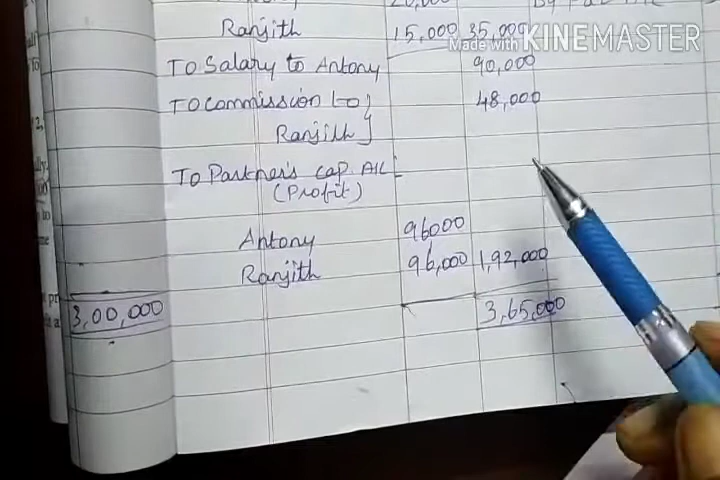 Ranjith 15,000 35,000
Made with KINEMASTER
To Salary to Antony 90,000
To Commission to } 48,000
Ranjith
To Partner's cap. A/C :
(Profit)
Antony 96000
Ranjith 96,000 1,92,000
3,00,000 3,65,000